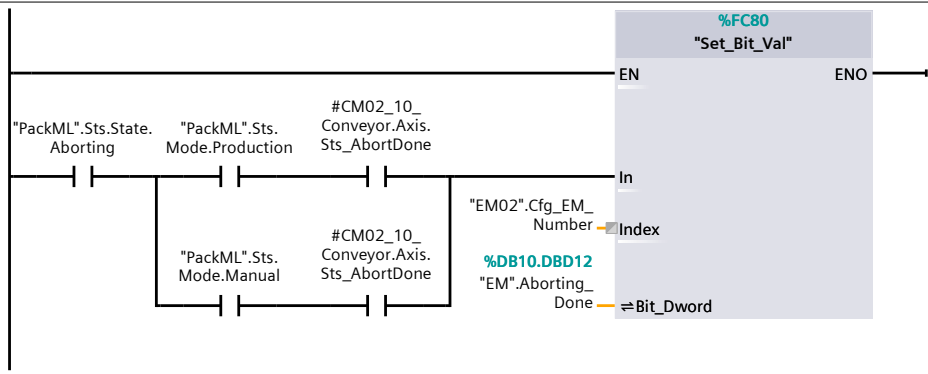 %FC80
"Set_Bit_Val"
EN
ENO
"PackML".Sts.State.
Aborting
"PackML".Sts.
Mode.Production
#CM02_10_
Conveyor.Axis.
Sts_AbortDone
In
"EM02".Cfg_EM_
Number
Index
"PackML".Sts.
Mode.Manual
#CM02_10_
Conveyor.Axis.
Sts_AbortDone
%DB10.DBD12
"EM".Aborting_
Done
⇌Bit_Dword